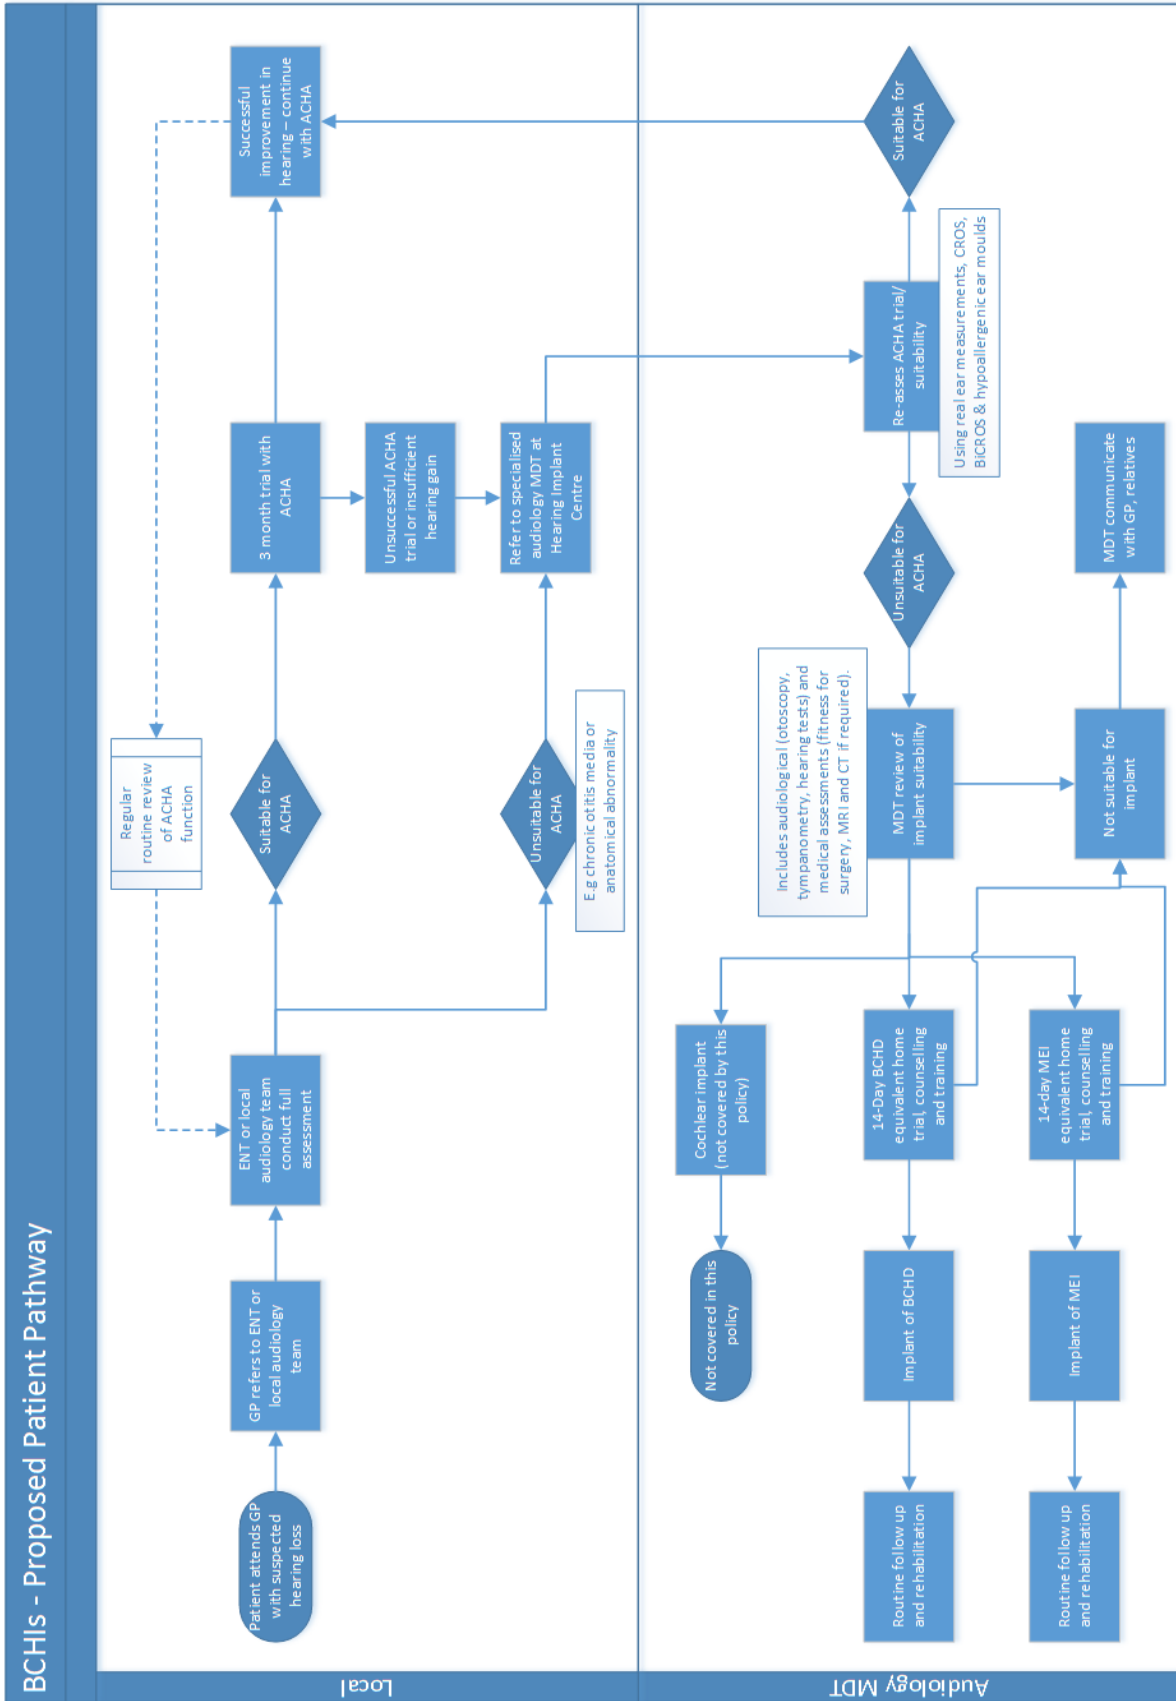 BCHIs - Proposed Patient Pathway
Local
Patient attends GP
with suspected
hearing loss
GP refers to ENT or
local audiology
team
ENT or local
audiology team
conduct full
assessment
Regular
routine review
of ACHA
function
Suitable for
ACHA
3 month trial with
ACHA
Successful
improvement in
hearing – continue
with ACHA
Unsuccessful ACHA
trial or insufficient
hearing gain
Unsuitable for
ACHA
E.g chronic otitis media or
anatomical abnormality
Refer to specialised
audiology MDT at
Hearing Implant
Centre
Audiology MDT
Re-asses ACHA trial/
suitability
Using real ear measurements, CROS,
BiCROS & hypoallergenic ear moulds
Suitable for
ACHA
Unsuitable for
ACHA
Includes audiological (otoscopy,
tympanometry, hearing tests) and
medical assessments (fitness for
surgery, MRI and CT if required).
MDT review of
implant suitability
Not suitable for
implant
MDT communicate
with GP, relatives
Cochlear implant
(not covered by this
policy)
Not covered in this
policy
14-Day BCHD
equivalent home
trial, counselling
and training
Implant of BCHD
Routine follow up
and rehabilitation
14-day MEI
equivalent home
trial, counselling
and training
Implant of MEI
Routine follow up
and rehabilitation